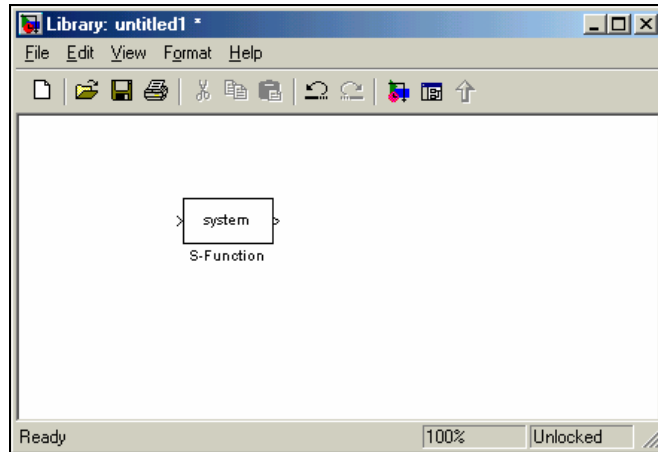 Library: untitled1 *
File Edit View Format Help
system
S-Function
Ready 100% Unlocked